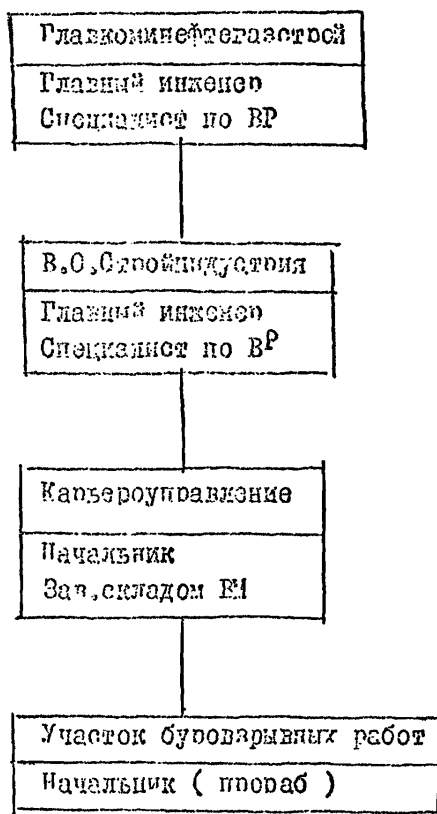 Главкоминефтегазстрой
Главный инженер
Специалист по ВР
В.О.Стройиндустрия
Главный инженер
Специалист по ВР
Карьероуправление
Начальник
Зав.складом ВМ
Участок буровзрывных работ
Начальник ( прораб )